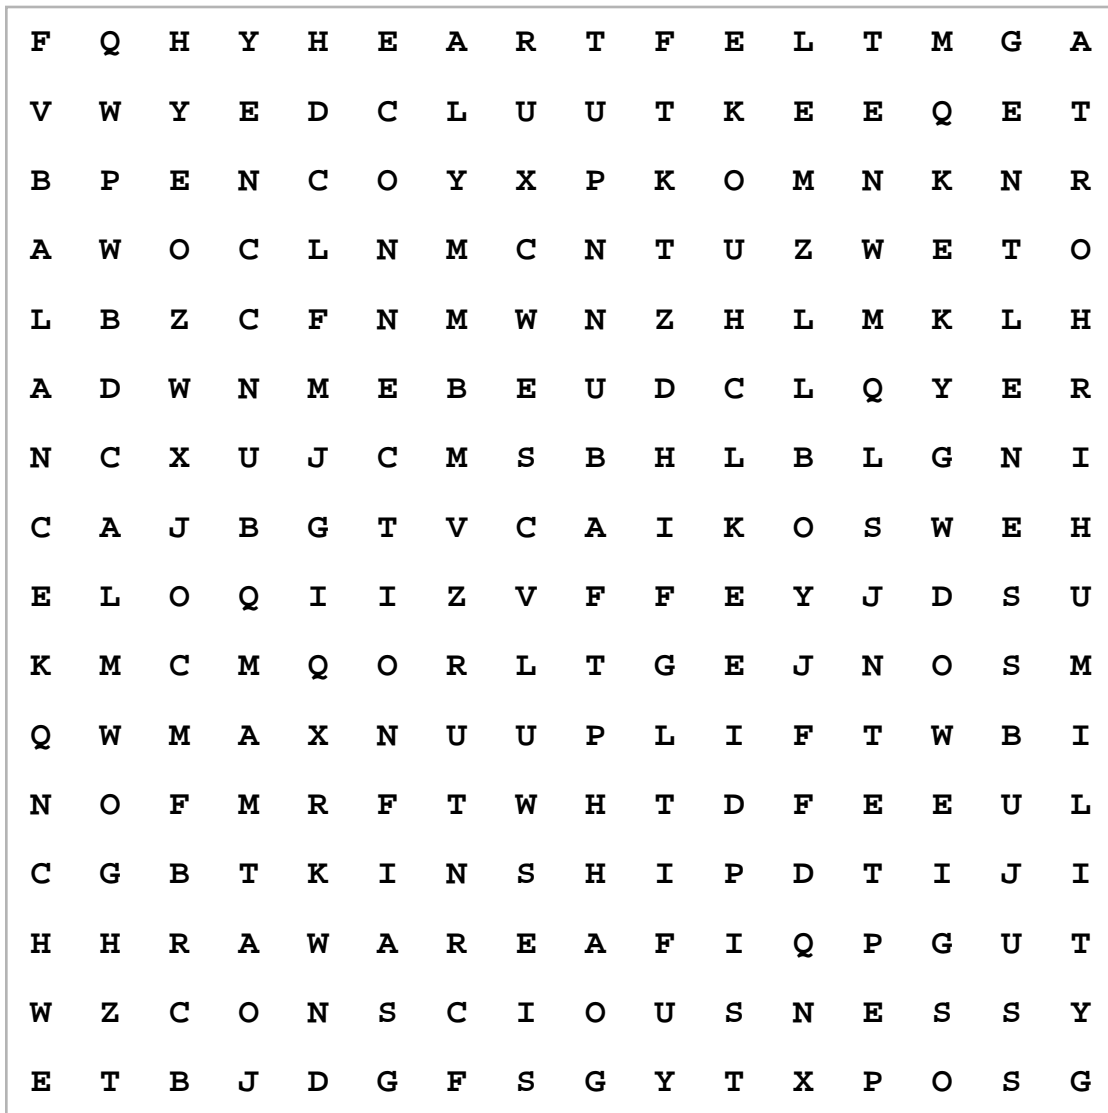 F Q H Y H E A R T F E L T M G A
V W Y E D C L U U T K E E Q E T
B P E N C O Y X P K O M N K N R
A W O C L N M C N T U Z W E T O
L B Z C F N M W N Z H L M K L H
A D W N M E B E U D C L Q Y E R
N C X U J C M S B H L B L G N I
C A J B G T V C A I K O S W E H
E L O Q I I Z V F F E Y J D S U
K M C M Q O R L T G E J N O S M
Q W M A X N U U P L I F T W B I
N O F M R F T W H T D F E E U L
C G B T K I N S H I P D T I J I
H H R A W A R E A F I Q P G U T
W Z C O N S C I O U S N E S S Y
E T B J D G F S G Y T X P O S G